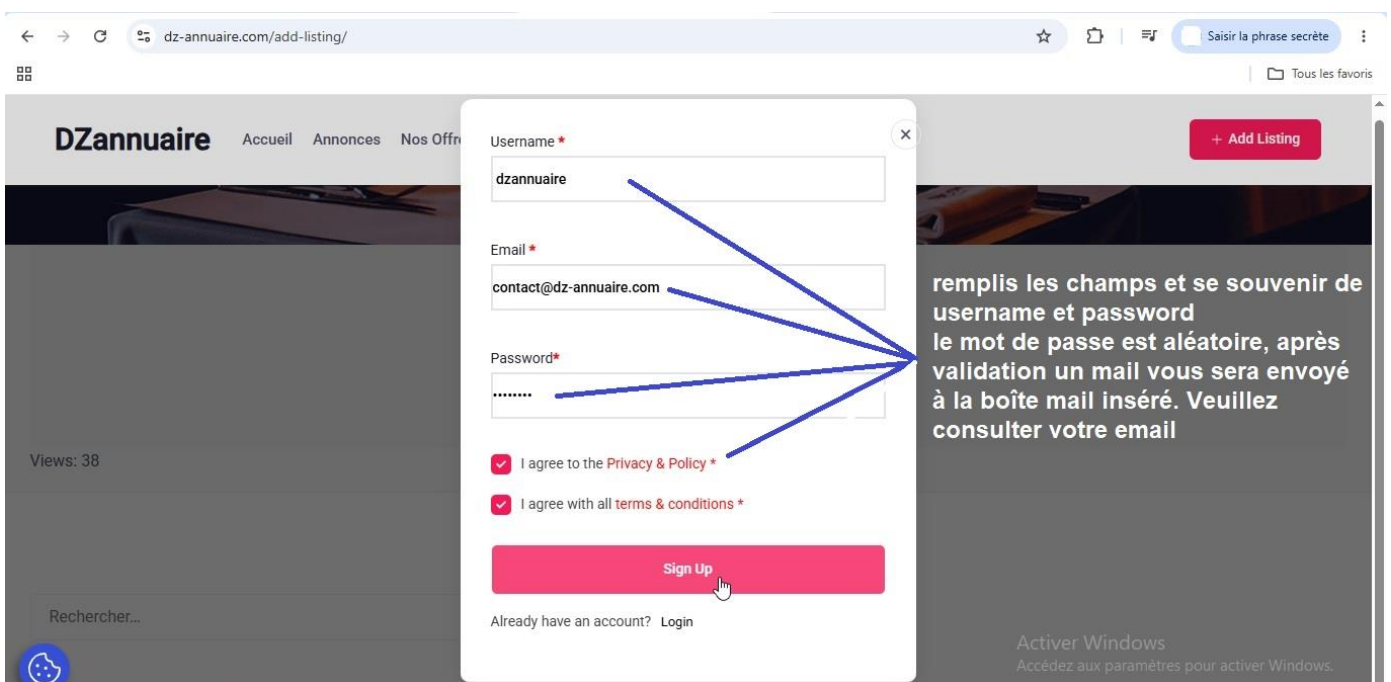 dz-annuaire.com/add-listing/
Saisir la phrase secrète
Tous les favoris
DZannuaire
Accueil
Annonces
Nos Offr
+ Add Listing
Username *
dzannuaire
Email *
contact@dz-annuaire.com
Password*
........
I agree to the Privacy & Policy *
I agree with all terms & conditions *
Sign Up
Already have an account? Login
remplis les champs et se souvenir de
username et password
le mot de passe est aléatoire, après
validation un mail vous sera envoyé
à la boîte mail inséré. Veuillez
consulter votre email
Views: 38
Rechercher...
Activer Windows
Accédez aux paramètres pour activer Windows.